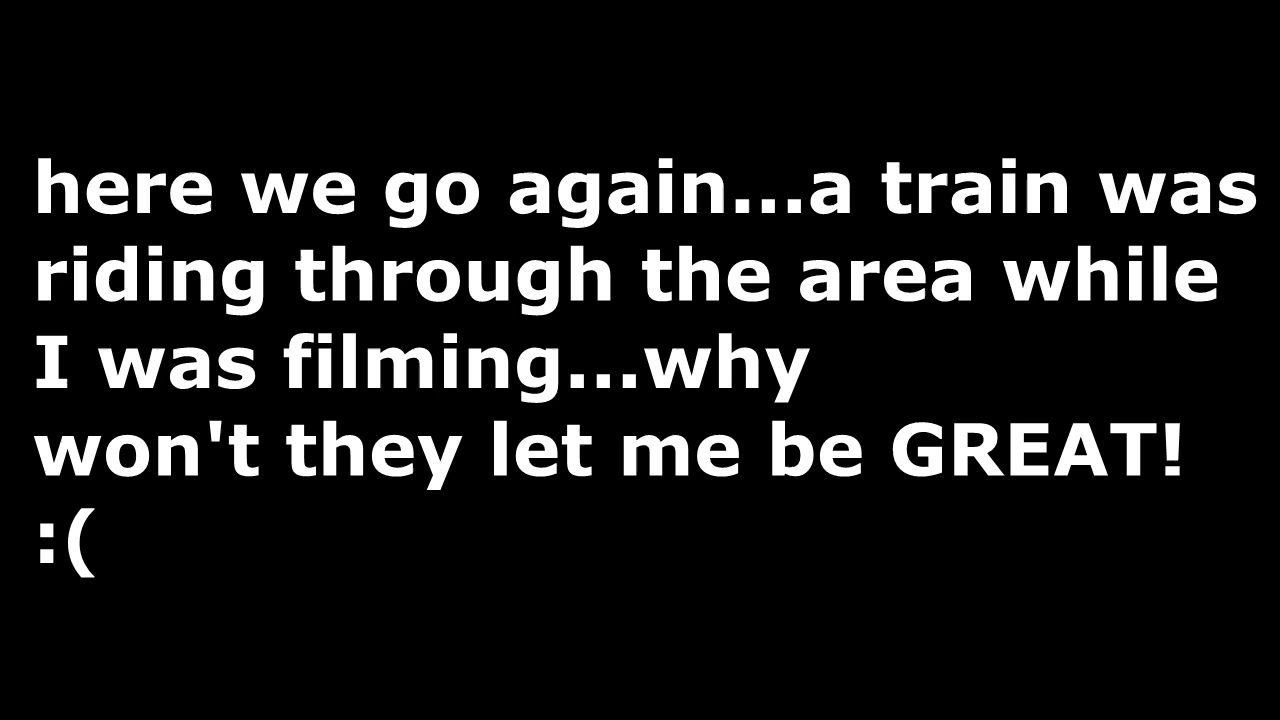 here we go again...a train was
riding through the area while
I was filming...why
won't they let me be GREAT!
:(